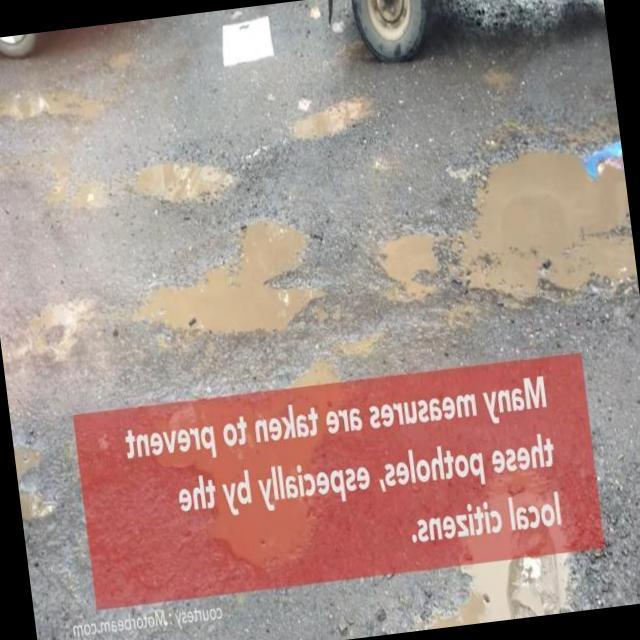 Many measures are taken to prevent
these potholes, especially by the
local citizens.
courtesy : Motorbeam.com